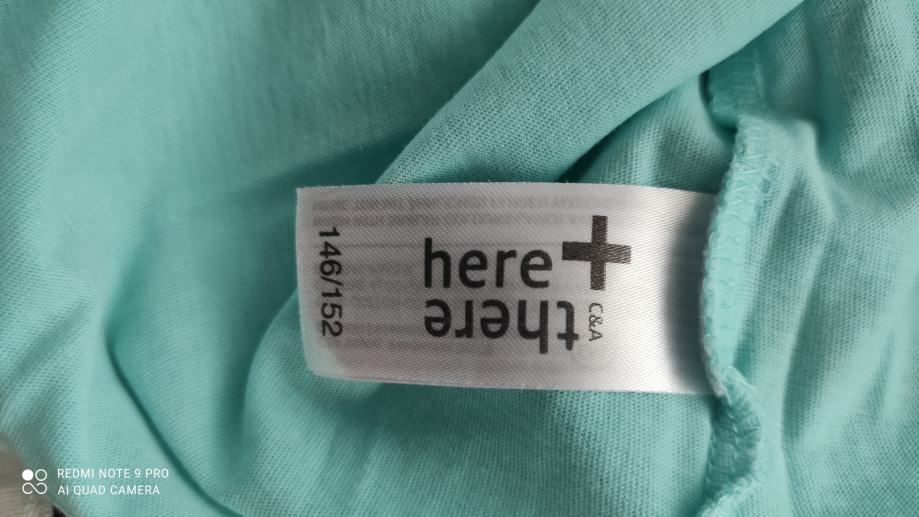 146/152
here+
there
C&A
REDMI NOTE 9 PRO
AI QUAD CAMERA